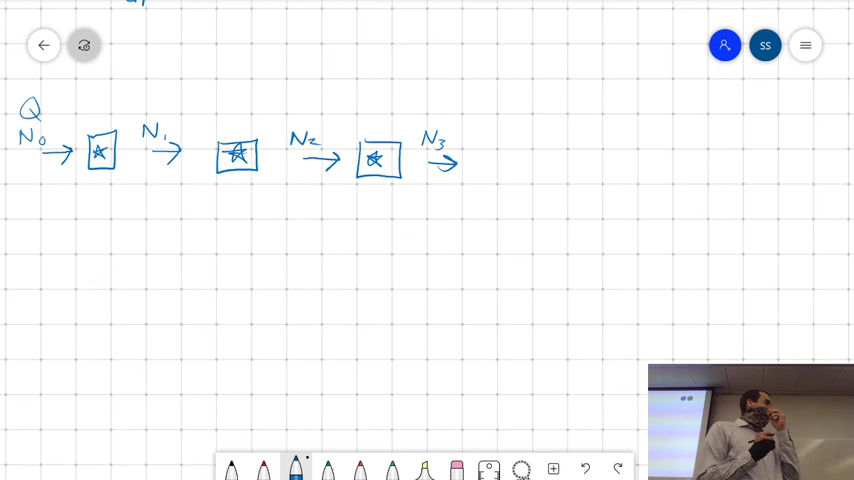 SS
Q
N₀ → ★ N₁ → ★ N₂ → ★ N₃ →